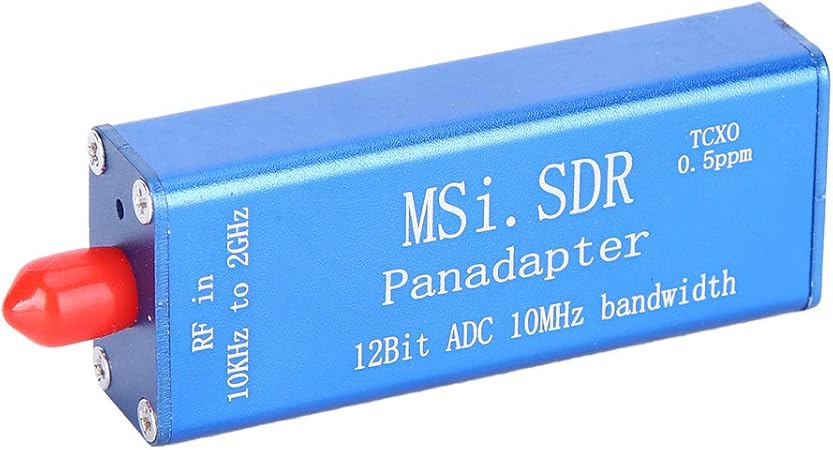 TCXO
0.5ppm
MSi.SDR
Panadapter
12Bit ADC 10MHz bandwidth
RF in
10KHz to 2GHz